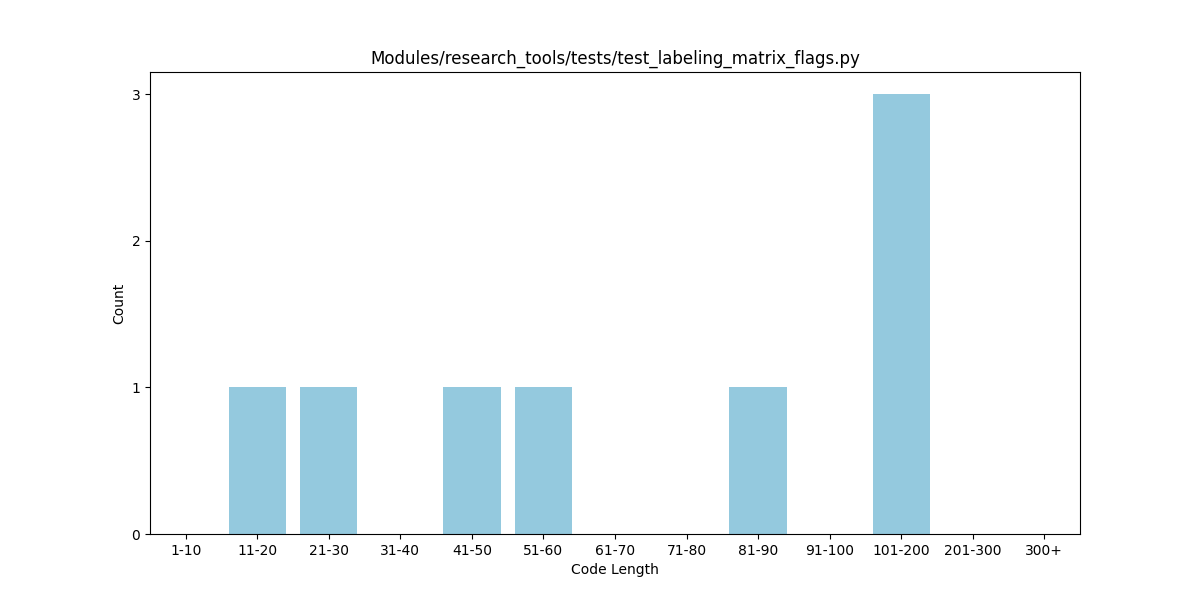 Modules/research_tools/tests/test_labeling_matrix_flags.py
3
2
1
0
Count
1-10 11-20 21-30 31-40 41-50 51-60 61-70 71-80 81-90 91-100 101-200 201-300 300+
Code Length